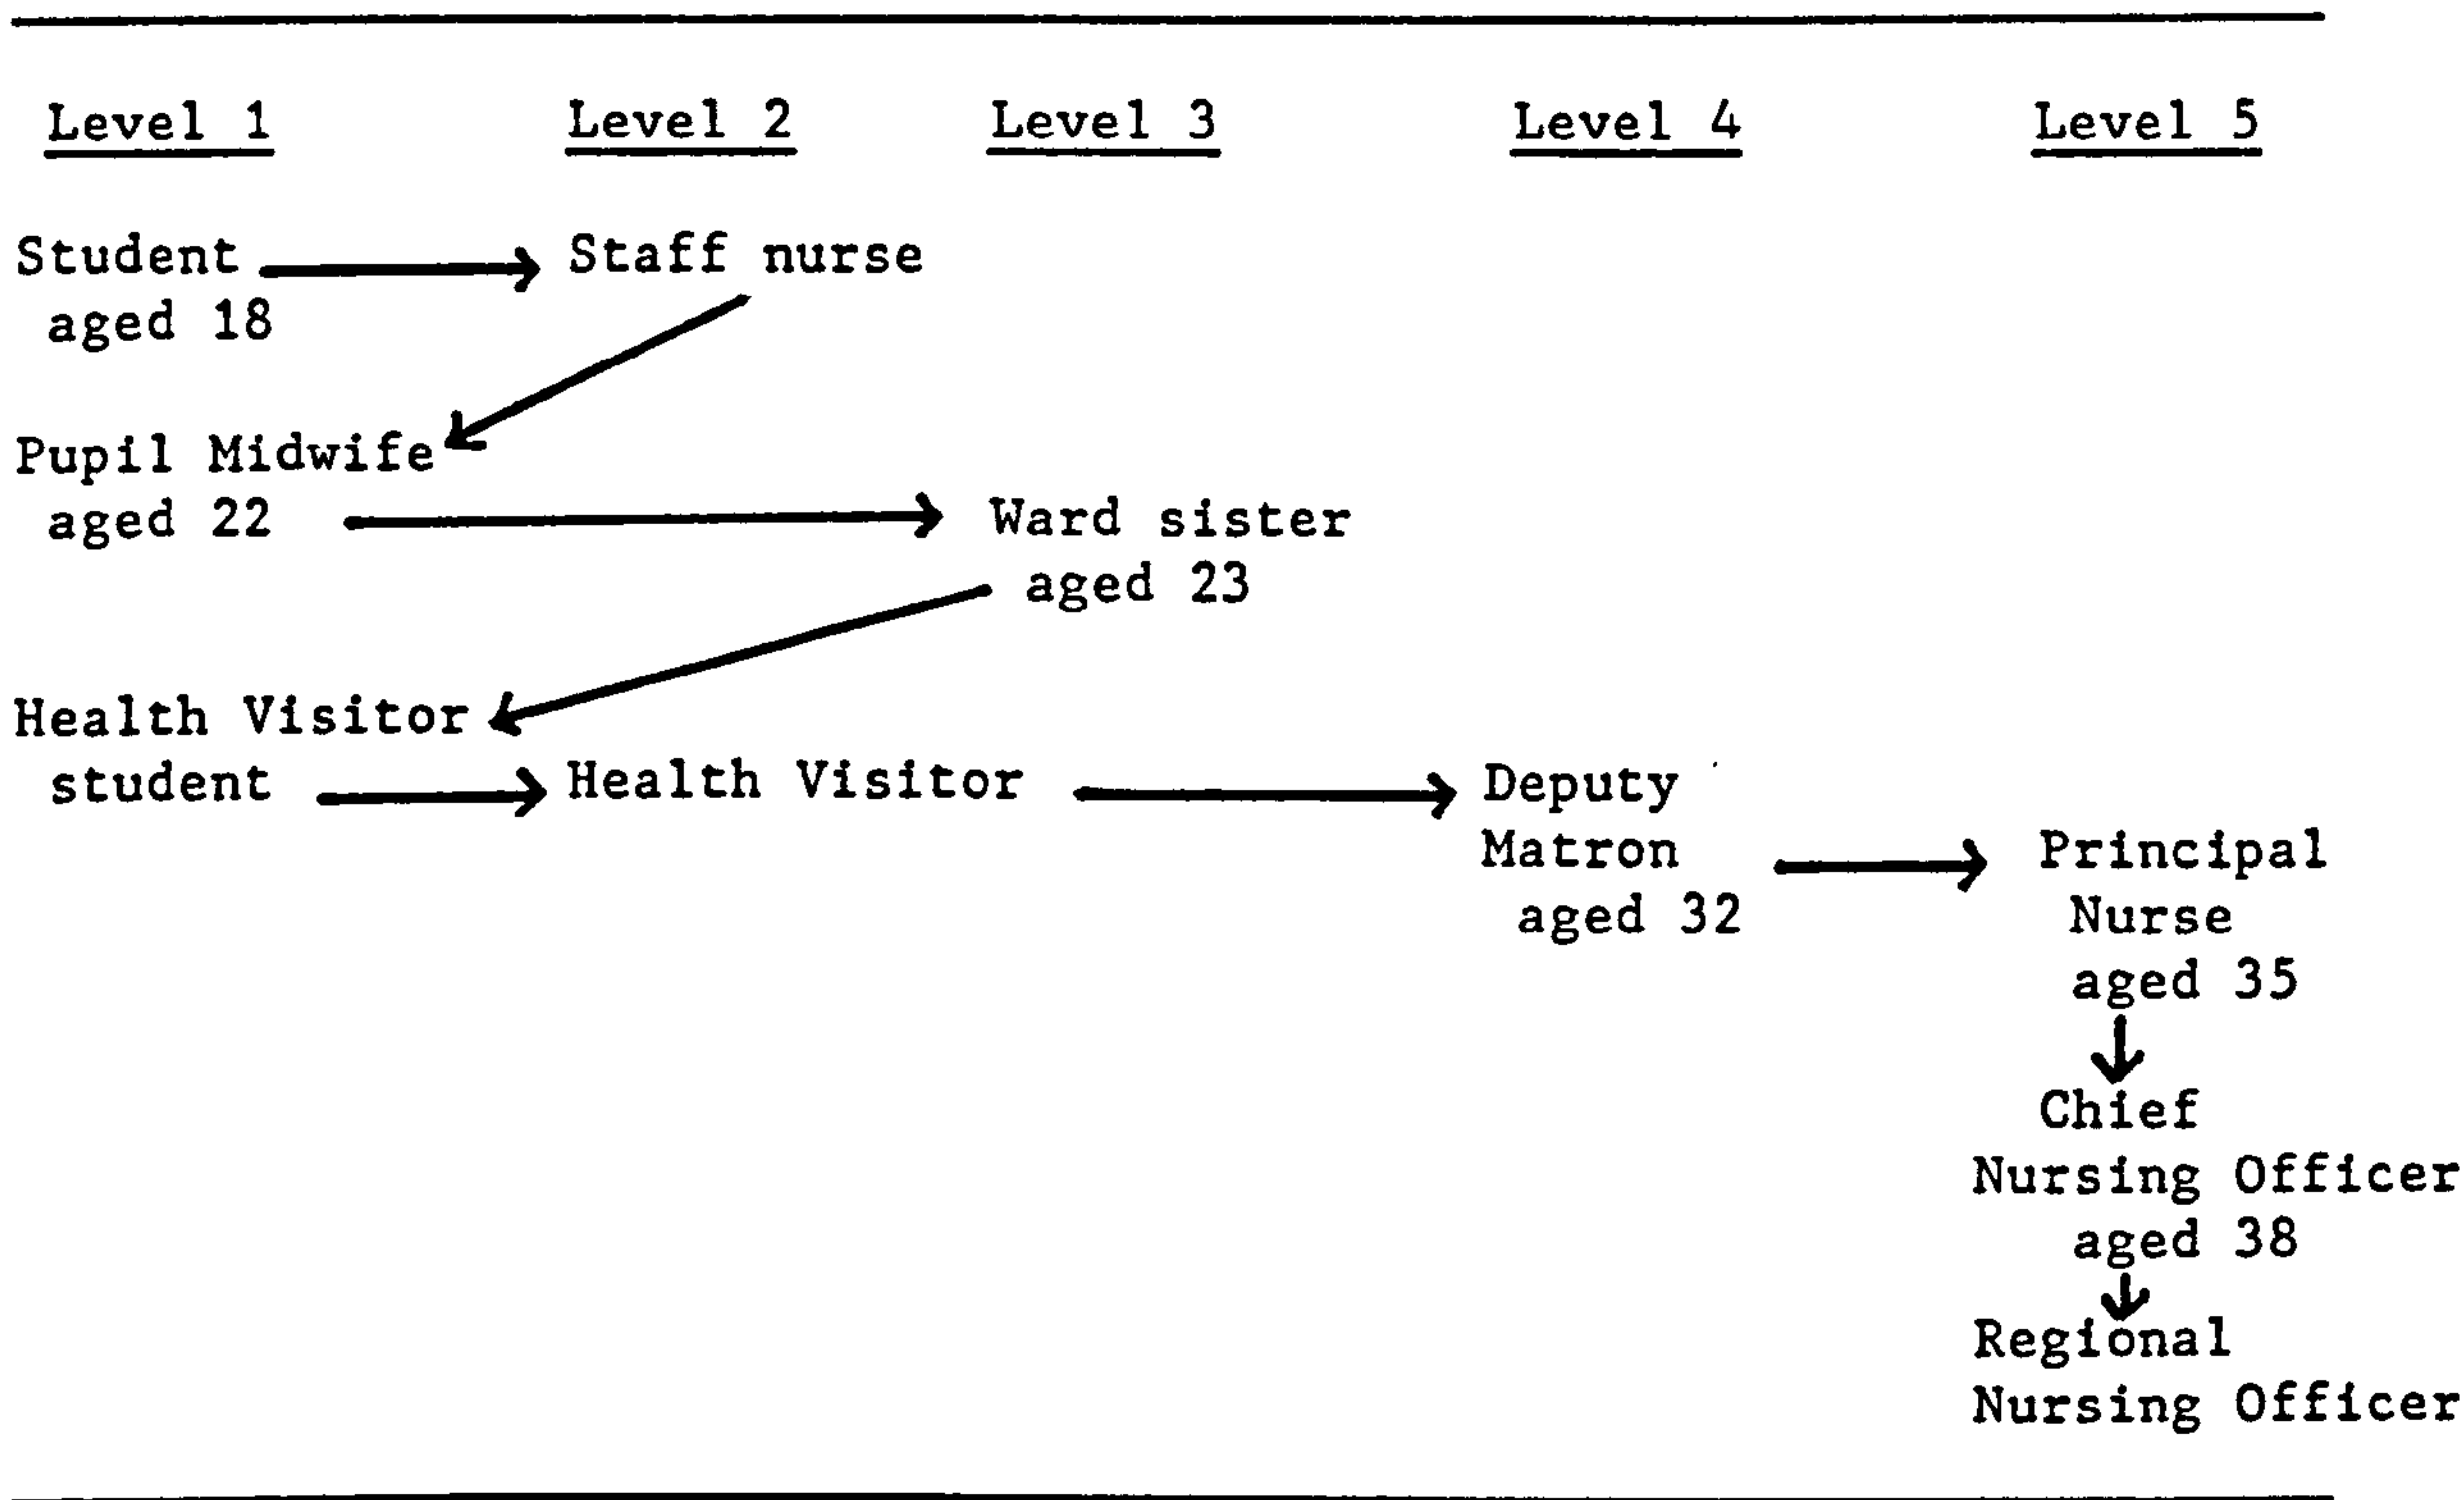 Level 1 Level 2 Level 3 Level 4 Level 5
Student Staff nurse
aged 18
Pupil Midwife
aged 22 Ward sister
aged 23
Health Visitor
student Health Visitor Deputy
Matron Principal
aged 32 Nurse
aged 35
Chief
Nursing Officer
aged 38
Regional
Nursing Officer